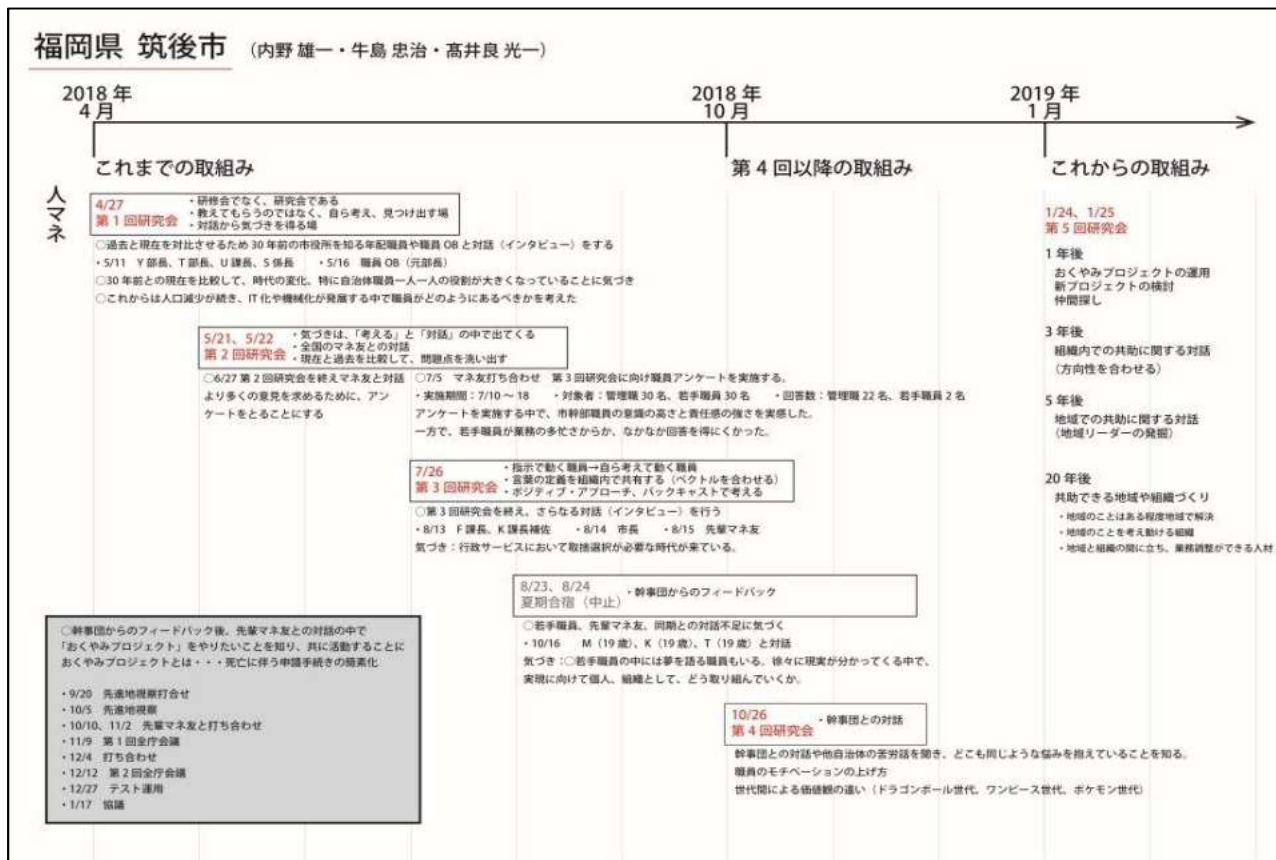 福岡県 筑後市 (内野 雄一・牛島 忠治・髙井良 光一)
2018 年
4 月
2018 年
10 月
2019 年
1 月
これまでの取組み
第 4 回以降の取組み
これからの取組み
人マネ
4/27
第 1 回研究会
・研修会でなく、研究会である
・教えてもらうのではなく、自ら考え、見つけ出す場
・対話から気づきを得る場
○過去と現在を対比させるため 30 年前の市役所を知る年配職員や職員 OB と対話(インタビュー)をする
・5/11 Y 部長、T 部長、U 課長、S 係長 ・5/16 職員 OB(元部長)
○30 年前との現在を比較して、時代の変化、特に自治体職員一人一人の役割が大きくなっていることに気づき
○これからは人口減少が続き、IT 化や機械化が発展する中で職員がどのようにあるべきかを考えた
5/21、5/22
第 2 回研究会
・気づきは、「考える」と「対話」の中で出てくる
・全国のマネ友との対話
・現在と過去を比較して、問題点を洗い出す
○6/27 第 2 回研究会を終えマネ友と対話
より多くの意見を求めるために、アン
ケートをとることにする
○7/5 マネ友打ち合わせ 第 3 回研究会に向け職員アンケートを実施する。
・実施期間：7/10 ～ 18 ・対象者：管理職 30 名、若手職員 30 名 ・回答数：管理職 22 名、若手職員 2 名
アンケートを実施する中で、市幹部職員の意識の高さと責任感の強さを実感した。
一方で、若手職員が業務の多忙さからか、なかなか回答を得にくかった。
7/26
第 3 回研究会
・指示で動く職員→自ら考えて動く職員
・言葉の定義を組織内で共有する(ベクトルを合わせる)
・ポジティブ・アプローチ、バックキャストで考える
○第 3 回研究会を終え、さらなる対話(インタビュー)を行う
・8/13 F 課長、K 課長補佐 ・8/14 市長 ・8/15 先輩マネ友
気づき：行政サービスにおいて取捨選択が必要な時代が来ている。
8/23、8/24
夏期合宿(中止)
・幹事団からのフィードバック
○若手職員、先輩マネ友、同期との対話不足に気づく
・10/16 M(19 歳)、K(19 歳)、T(19 歳)と対話
気づき：○若手職員の中には夢を語る職員もいる。徐々に現実が分かってくる中で、
実現に向けて個人、組織として、どう取り組んでいくか。
10/26
第 4 回研究会
・幹事団との対話
幹事団との対話や他自治体の苦労話を聞き、どこも同じような悩みを抱えていることを知る。
職員のモチベーションの上げ方
世代間による価値観の違い(ドラゴンボール世代、ワンピース世代、ポケモン世代)
1/24、1/25
第 5 回研究会
1 年後
おくやみプロジェクトの運用
新プロジェクトの検討
仲間探し
3 年後
組織内での共助に関する対話
(方向性を合わせる)
5 年後
地域での共助に関する対話
(地域リーダーの発掘)
20 年後
共助できる地域や組織づくり
・地域のことはある程度地域で解決
・地域のことを考え動ける組織
・地域と組織の間に立ち、業務調整ができる人材
○幹事団からのフィードバック後、先輩マネ友との対話の中で
「おくやみプロジェクト」をやりたいことを知り、共に活動することに
おくやみプロジェクトとは・・・死亡に伴う申請手続きの簡素化
・9/20 先進地視察打合せ
・10/5 先進地視察
・10/10、11/2 先輩マネ友と打ち合わせ
・11/9 第 1 回全庁会議
・12/4 打ち合わせ
・12/12 第 2 回全庁会議
・12/27 テスト運用
・1/17 協議